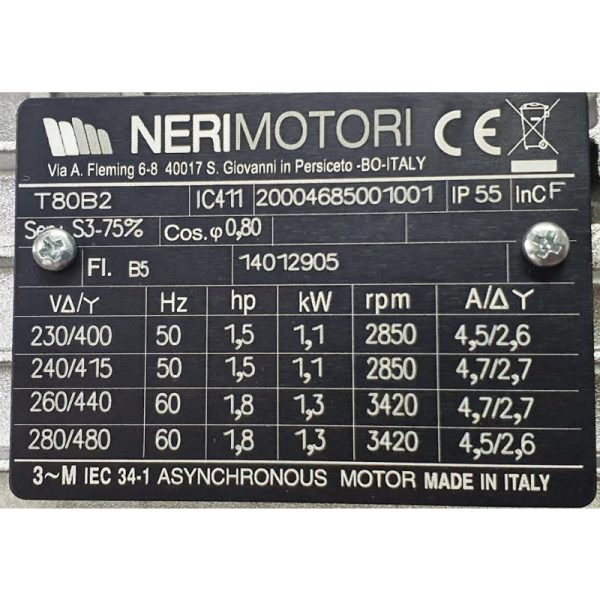 NERIMOTORI CE
Via A. Fleming 6-8 40017 S. Giovanni in Persiceto -BO-ITALY
T80B2 IC411 20004685001001 IP 55 InCl F
S3-75% Cos.φ 0,80
Fl. B5 14012905
VΔ/Y Hz hp kW rpm A/Δ Y
230/400 50 1,5 1,1 2850 4,5/2,6
240/415 50 1,5 1,1 2850 4,7/2,7
260/440 60 1,8 1,3 3420 4,7/2,7
280/480 60 1,8 1,3 3420 4,5/2,6
3~M IEC 34-1 ASYNCHRONOUS MOTOR MADE IN ITALY